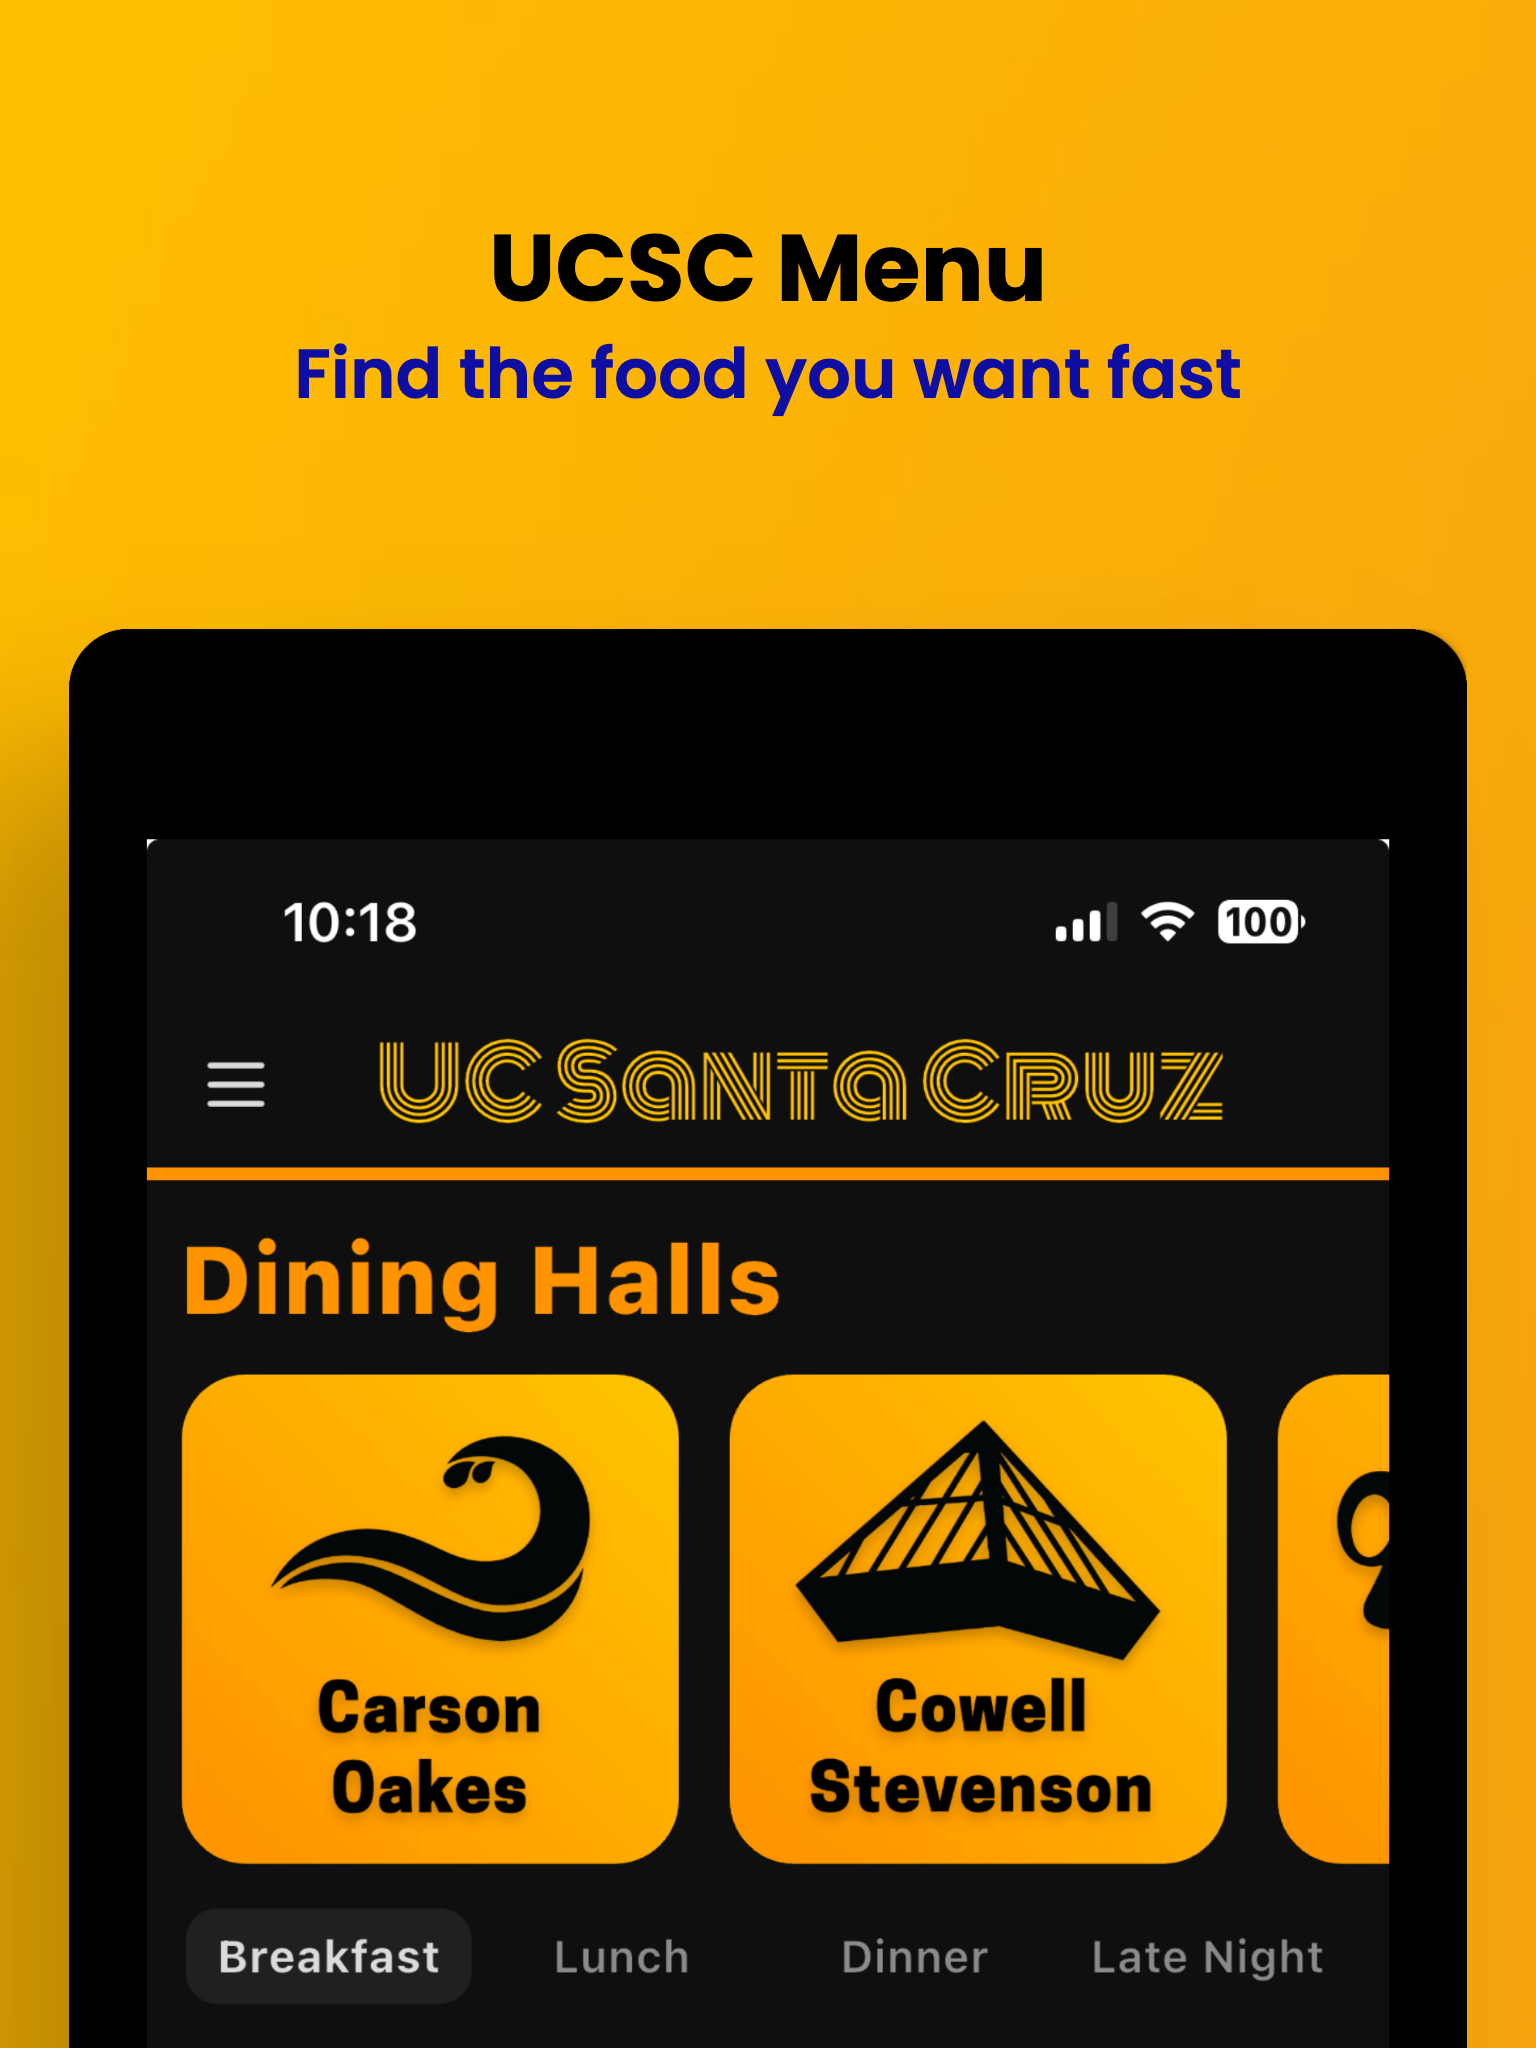 UCSC Menu
Find the food you want fast
10:18
100
UC Santa Cruz
Dining Halls
Carson
Oakes
Cowell
Stevenson
Breakfast Lunch Dinner Late Night